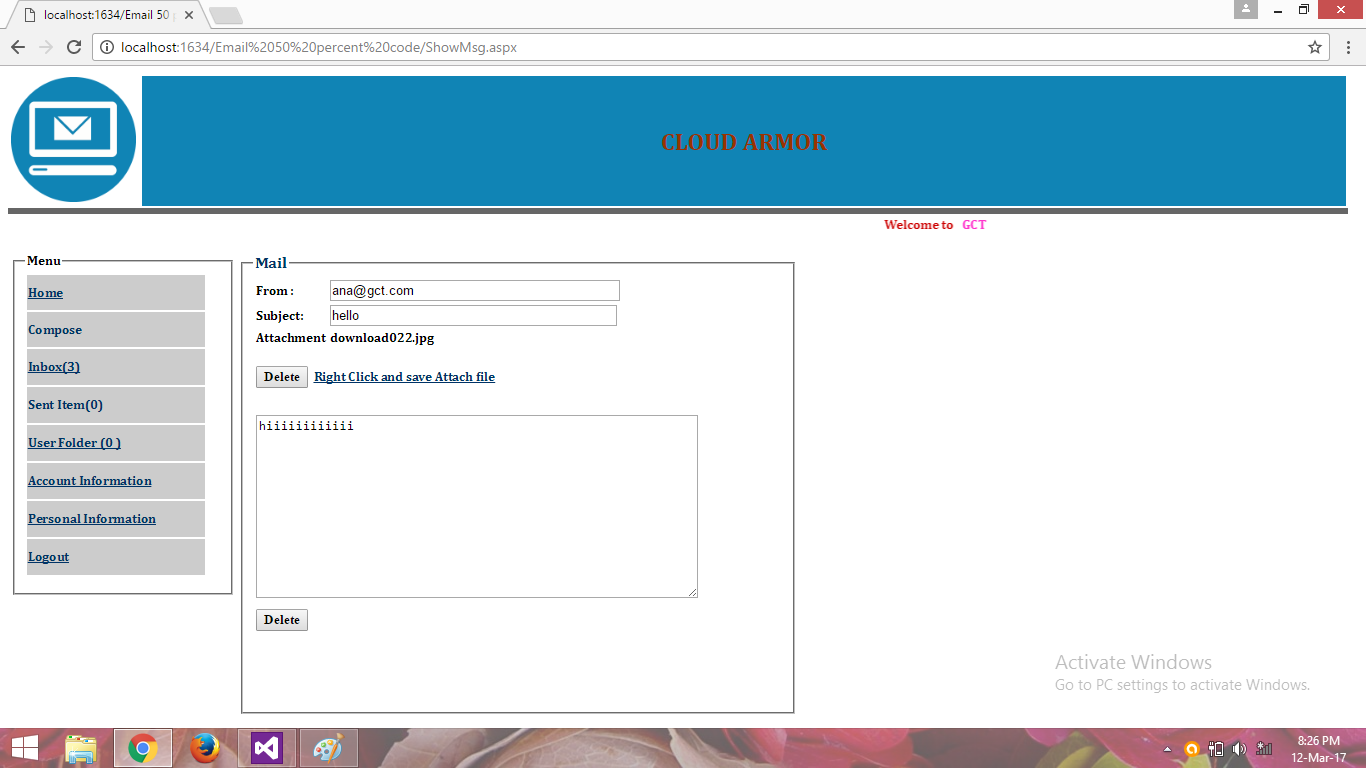 localhost:1634/Email 50
localhost:1634/Email%2050%20percent%20code/ShowMsg.aspx
CLOUD ARMOR
Welcome to GCT
Menu
Home
Compose
Inbox(3)
Sent Item(0)
User Folder (0 )
Account Information
Personal Information
Logout
Mail
From : ana@gct.com
Subject: hello
Attachment download022.jpg
Delete Right Click and save Attach file
hiiiiiiiiiiiii
Delete
Activate Windows
Go to PC settings to activate Windows.
8:26 PM
12-Mar-17